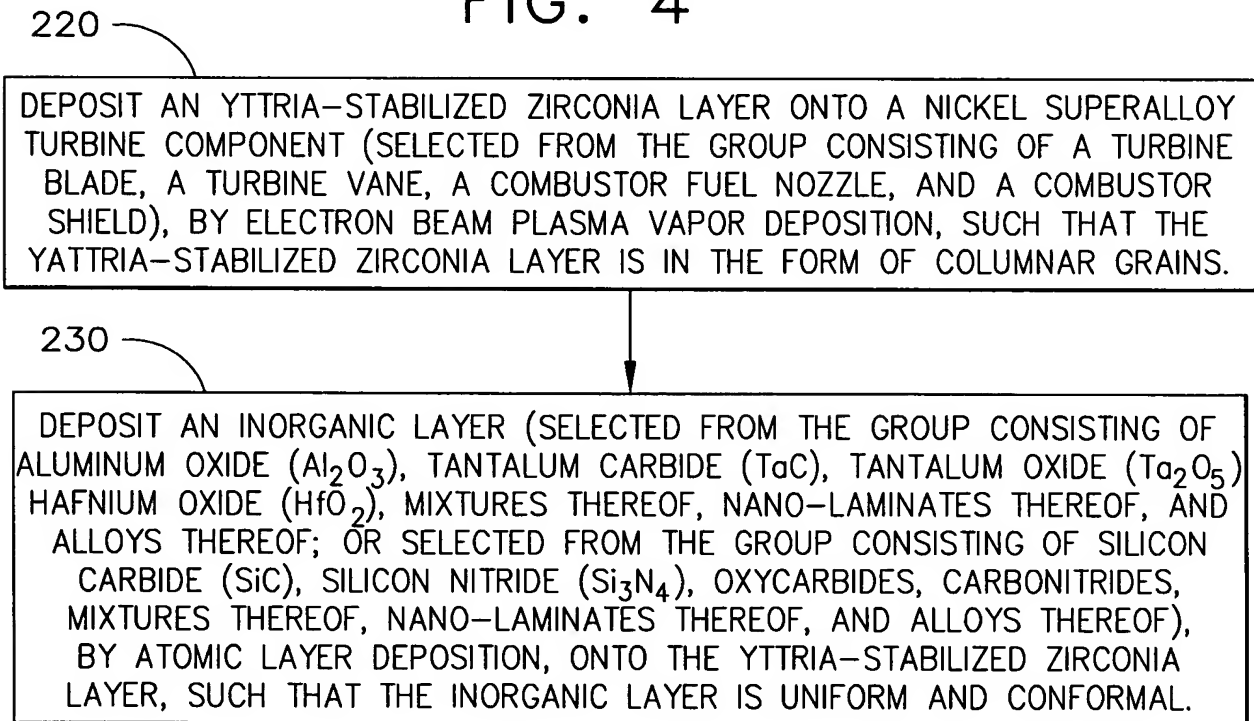 FIG. 4
220
DEPOSIT AN YTTRIA–STABILIZED ZIRCONIA LAYER ONTO A NICKEL SUPERALLOY
TURBINE COMPONENT (SELECTED FROM THE GROUP CONSISTING OF A TURBINE
BLADE, A TURBINE VANE, A COMBUSTOR FUEL NOZZLE, AND A COMBUSTOR
SHIELD), BY ELECTRON BEAM PLASMA VAPOR DEPOSITION, SUCH THAT THE
YATTRIA–STABILIZED ZIRCONIA LAYER IS IN THE FORM OF COLUMNAR GRAINS.
230
DEPOSIT AN INORGANIC LAYER (SELECTED FROM THE GROUP CONSISTING OF
ALUMINUM OXIDE (Al₂O₃), TANTALUM CARBIDE (TaC), TANTALUM OXIDE (Ta₂O₅)
HAFNIUM OXIDE (HfO₂), MIXTURES THEREOF, NANO–LAMINATES THEREOF, AND
ALLOYS THEREOF; OR SELECTED FROM THE GROUP CONSISTING OF SILICON
CARBIDE (SiC), SILICON NITRIDE (Si₃N₄), OXYCARBIDES, CARBONITRIDES,
MIXTURES THEREOF, NANO–LAMINATES THEREOF, AND ALLOYS THEREOF),
BY ATOMIC LAYER DEPOSITION, ONTO THE YTTRIA–STABILIZED ZIRCONIA
LAYER, SUCH THAT THE INORGANIC LAYER IS UNIFORM AND CONFORMAL.